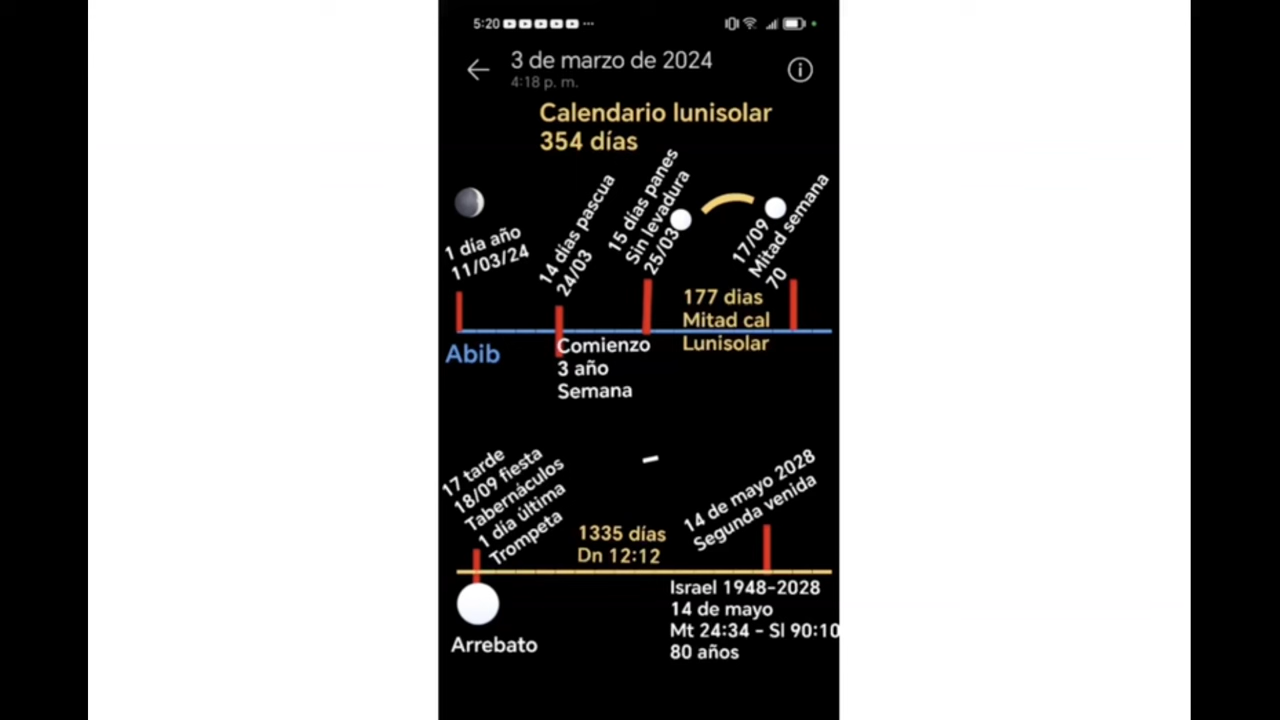 5:20
3 de marzo de 2024
4:18 p. m.
Calendario lunisolar
354 días
1 día año
11/03/24
14 días pascua
24/03
15 días panes
Sin levadura
25/03
17/09
Mitad semana
70
177 dias
Mitad cal
Lunisolar
Abib
Comienzo
3 año
Semana
17 tarde
18/09 fiesta
Tabernáculos
1 día última
Trompeta
1335 días
Dn 12:12
14 de mayo 2028
Segunda venida
Israel 1948-2028
14 de mayo
Mt 24:34 - Sl 90:10
80 años
Arrebato